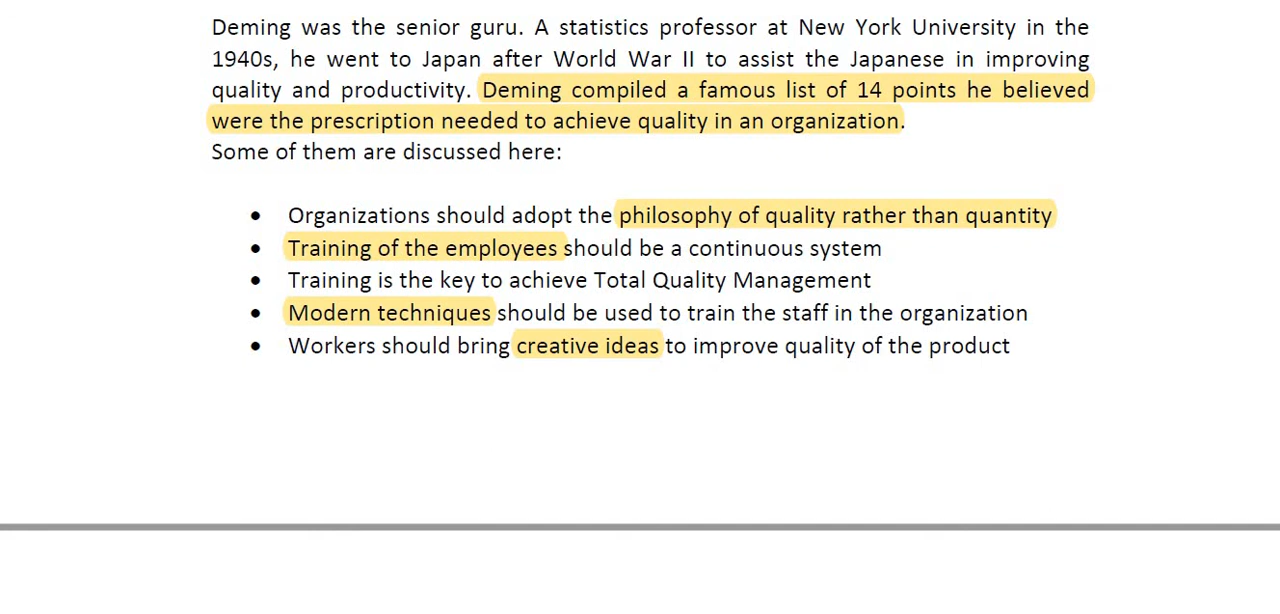 Deming was the senior guru. A statistics professor at New York University in the
1940s, he went to Japan after World War II to assist the Japanese in improving
quality and productivity. Deming compiled a famous list of 14 points he believed
were the prescription needed to achieve quality in an organization.
Some of them are discussed here:
• Organizations should adopt the philosophy of quality rather than quantity
• Training of the employees should be a continuous system
• Training is the key to achieve Total Quality Management
• Modern techniques should be used to train the staff in the organization
• Workers should bring creative ideas to improve quality of the product